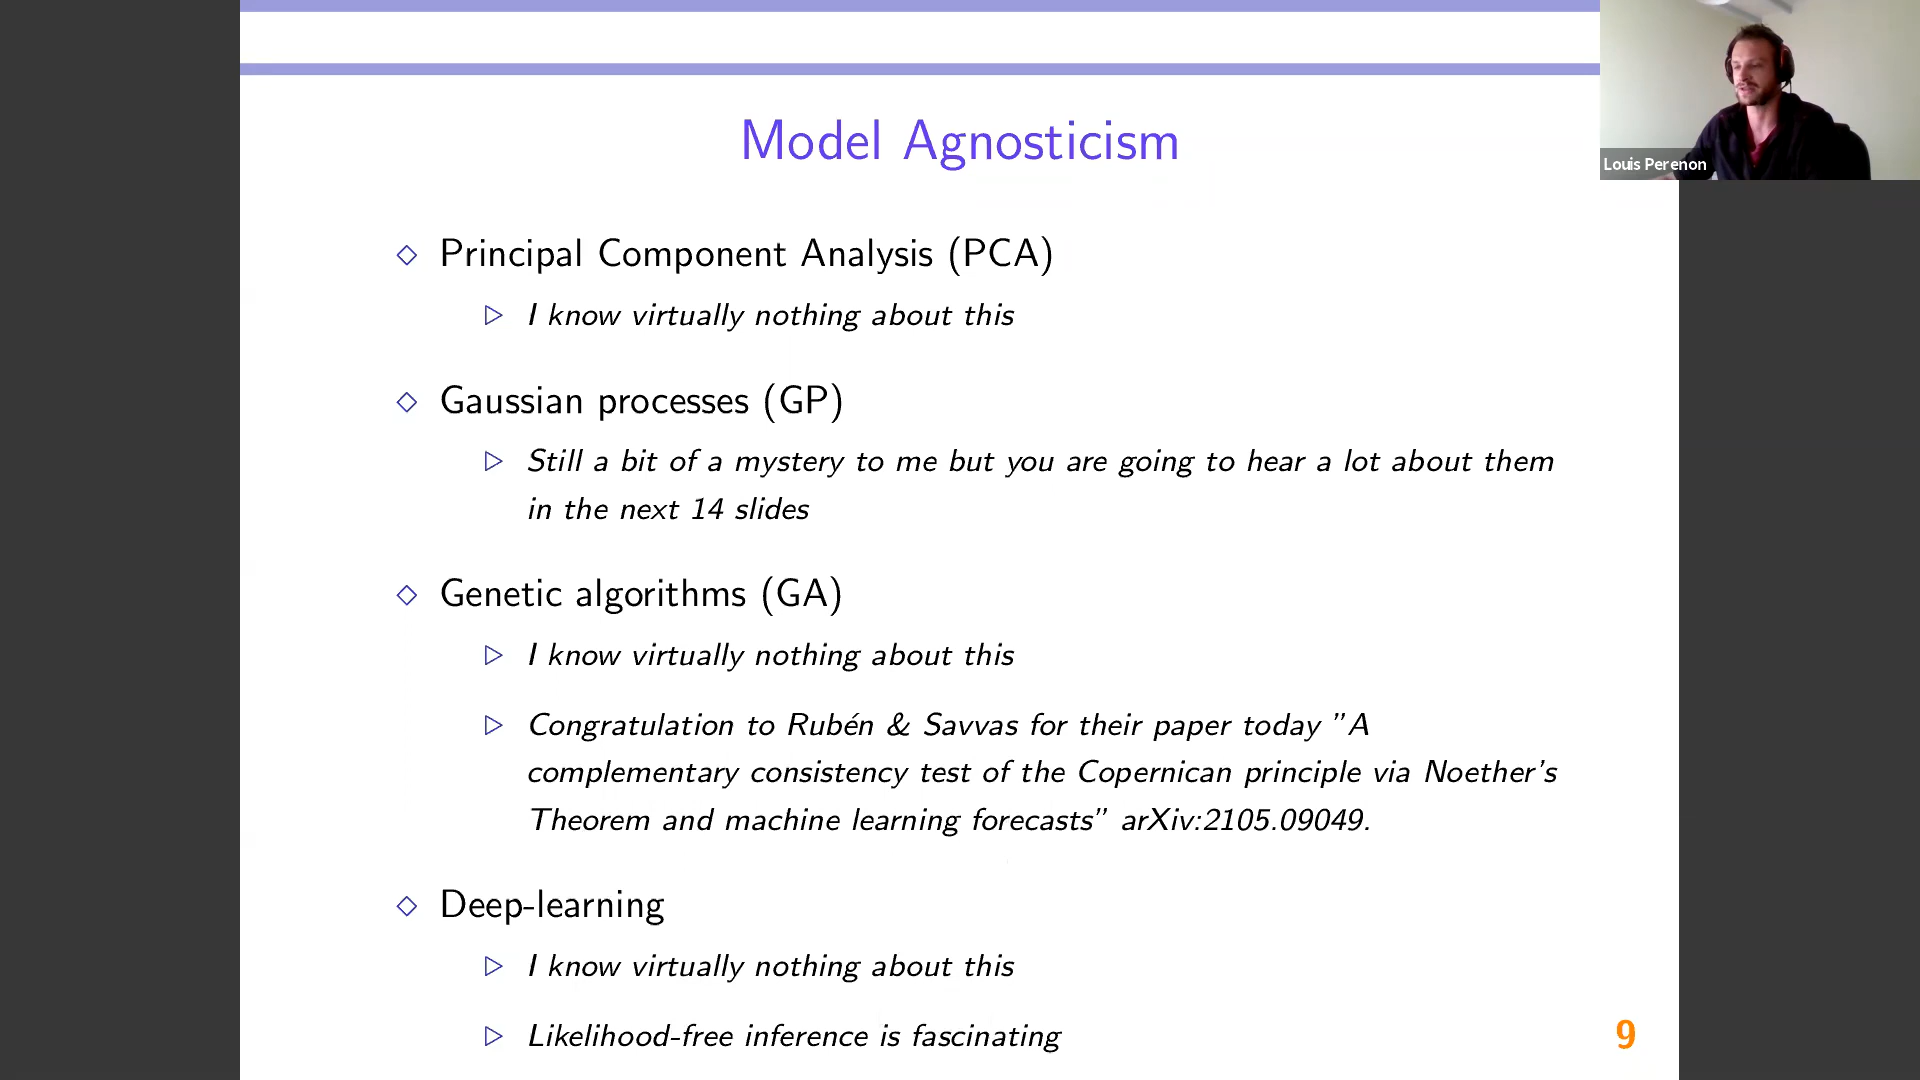 Model Agnosticism
Louis Perenon
Principal Component Analysis (PCA)
I know virtually nothing about this
Gaussian processes (GP)
Still a bit of a mystery to me but you are going to hear a lot about them
in the next 14 slides
Genetic algorithms (GA)
I know virtually nothing about this
Congratulation to Rubén & Savvas for their paper today ”A
complementary consistency test of the Copernican principle via Noether’s
Theorem and machine learning forecasts” arXiv:2105.09049.
Deep-learning
I know virtually nothing about this
Likelihood-free inference is fascinating
9